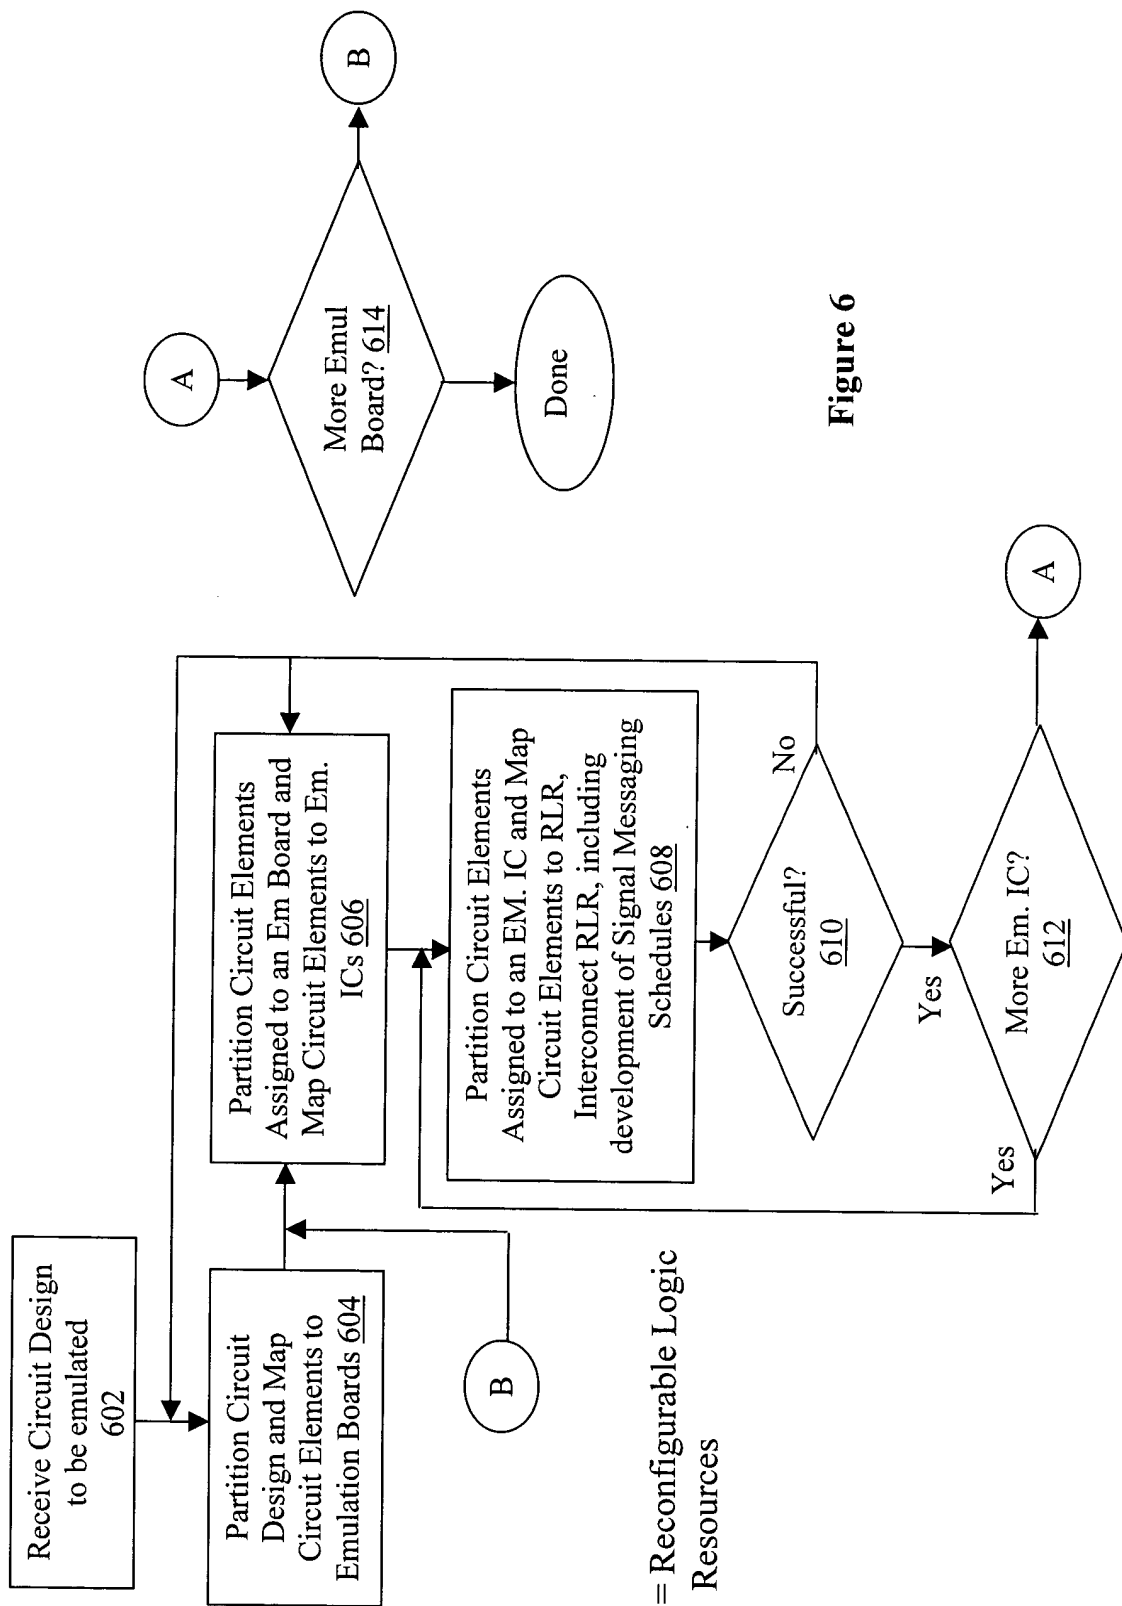 Receive Circuit Design
to be emulated
602
Partition Circuit
Design and Map
Circuit Elements to
Emulation Boards 604
B
= Reconfigurable Logic
Resources
Partition Circuit Elements
Assigned to an Em Board and
Map Circuit Elements to Em.
ICs 606
Partition Circuit Elements
Assigned to an EM. IC and Map
Circuit Elements to RLR,
Interconnect RLR, including
development of Signal Messaging
Schedules 608
Successful?
610
No
Yes
More Em. IC?
612
Yes
A
A
More Emul
Board? 614
B
Done
Figure 6